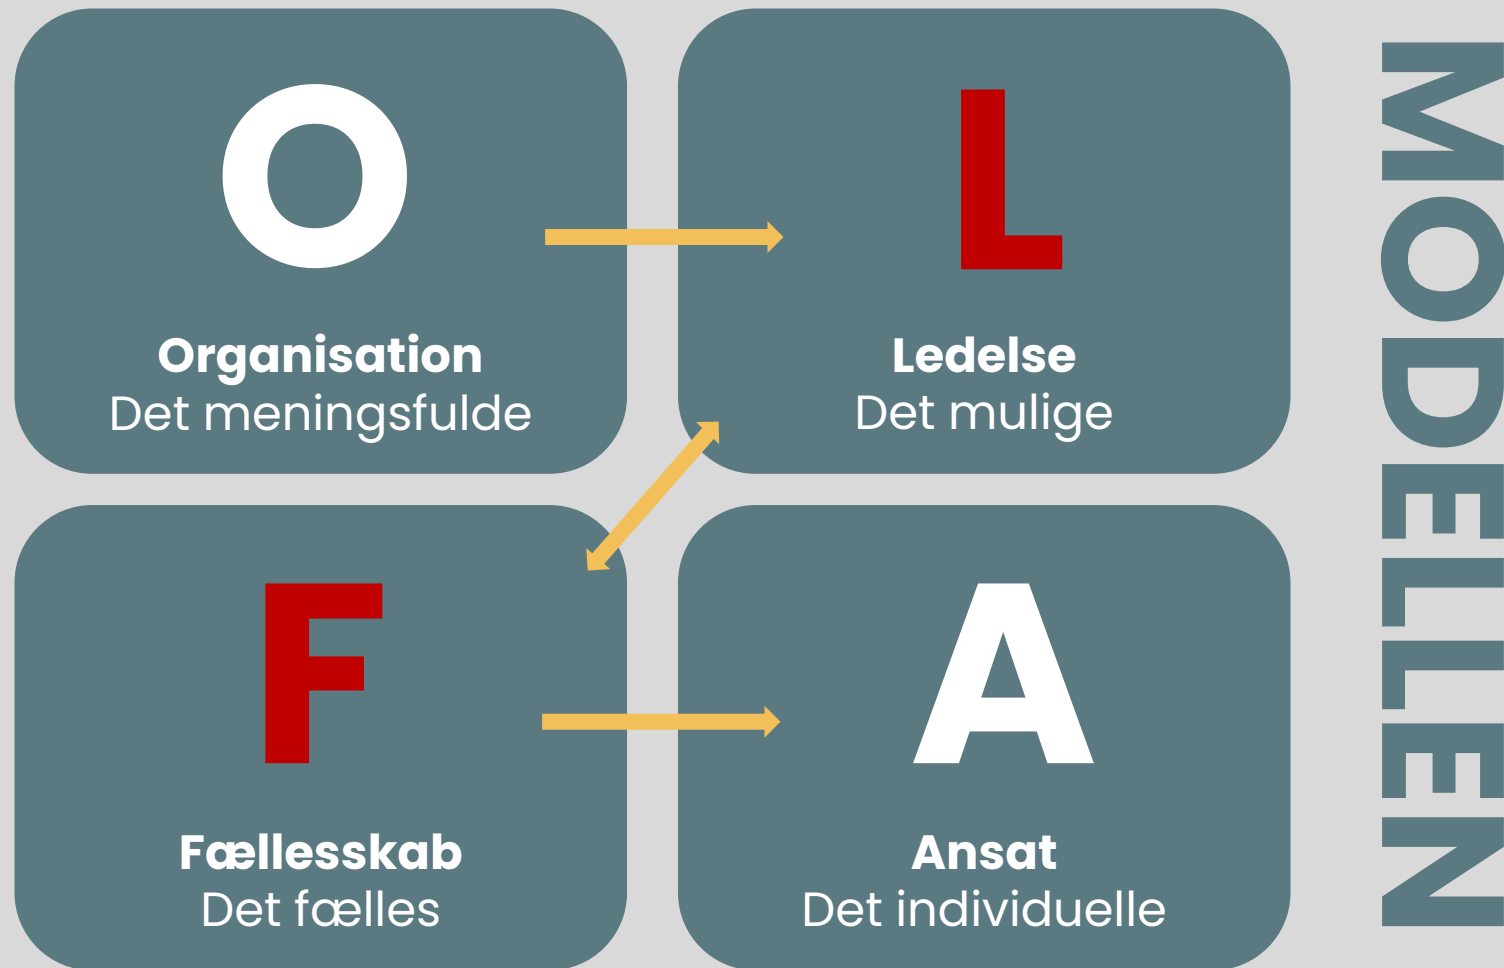 O
Organisation
Det meningsfulde
L
Ledelse
Det mulige
F
Fællesskab
Det fælles
A
Ansat
Det individuelle
MODELLEN